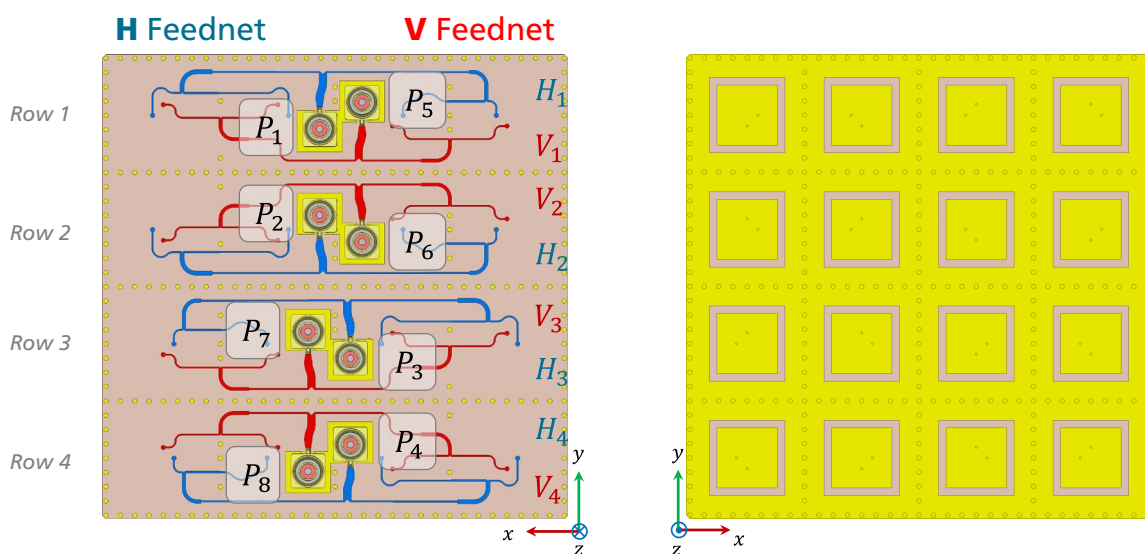 H Feednet V Feednet
Row 1
P1
P5
H1
V1
Row 2
P2
P6
V2
H2
Row 3
P7
P3
V3
H3
Row 4
P8
P4
H4
V4
y
x
z
y
x
z